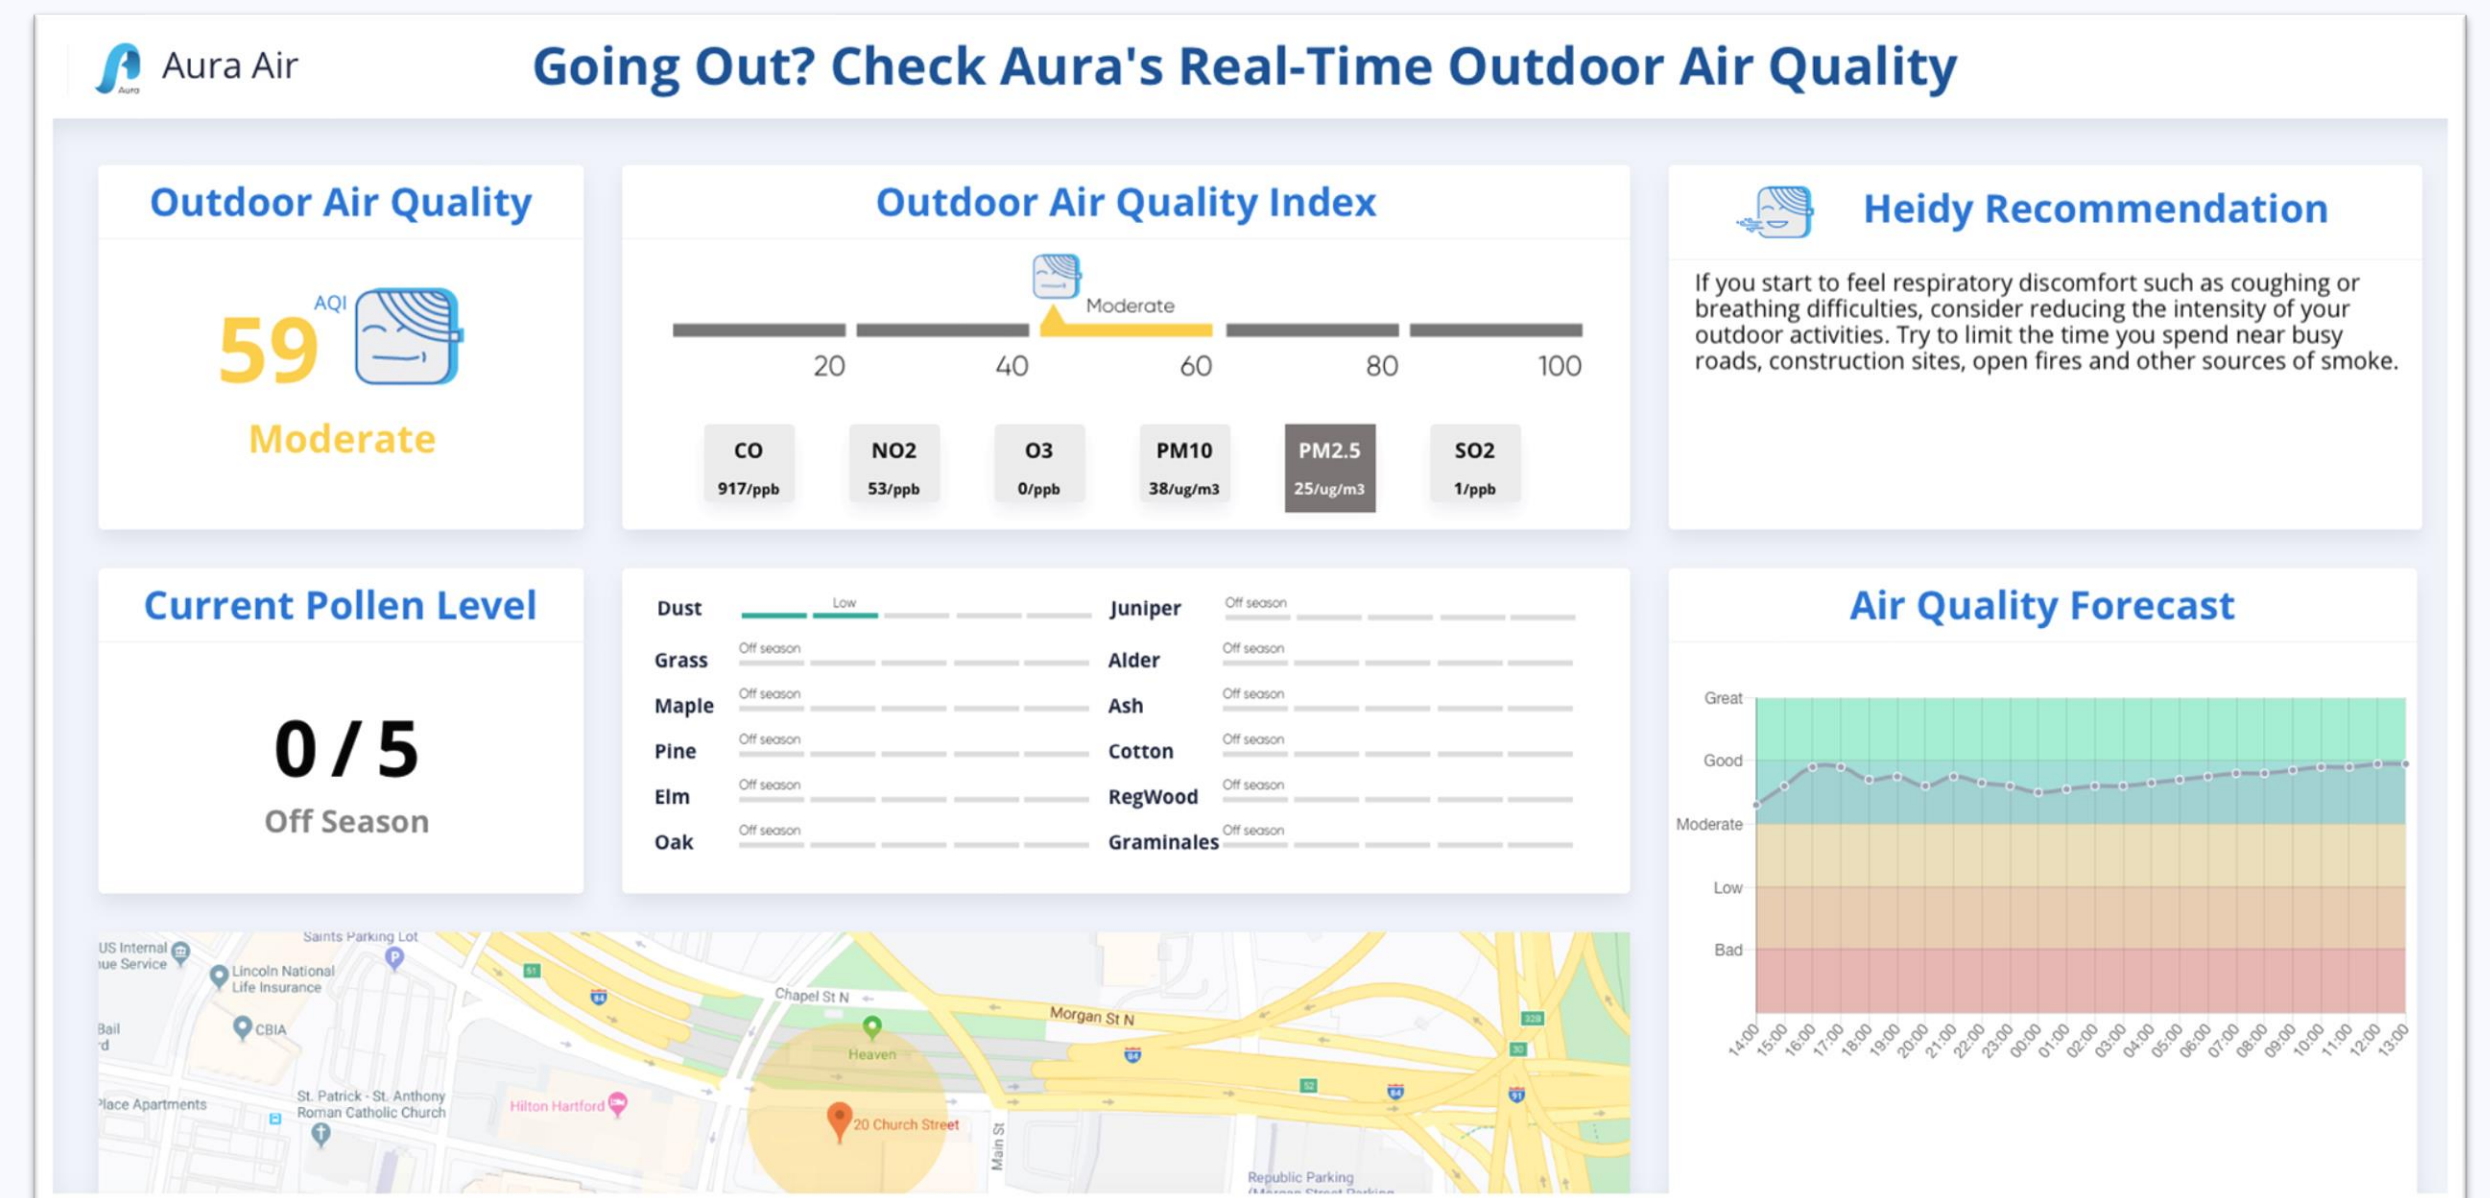 Aura
Aura Air
Going Out? Check Aura's Real-Time Outdoor Air Quality
Outdoor Air Quality
59
AQI
Moderate
Outdoor Air Quality Index
Moderate
20 40 60 80 100
CO NO2 O3 PM10 PM2.5 SO2
917/ppb 53/ppb 0/ppb 38/ug/m3 25/ug/m3 1/ppb
Heidy Recommendation
If you start to feel respiratory discomfort such as coughing or
breathing difficulties, consider reducing the intensity of your
outdoor activities. Try to limit the time you spend near busy
roads, construction sites, open fires and other sources of smoke.
Current Pollen Level
0/5
Off Season
Dust Low
Grass Off season
Maple Off season
Pine Off season
Elm Off season
Oak Off season
Juniper Off season
Alder Off season
Ash Off season
Cotton Off season
RegWood Off season
Graminales Off season
Air Quality Forecast
Great
Good
Moderate
Low
Bad
14:00 15:00 16:00 17:00 18:00 19:00 20:00 21:00 22:00 23:00 00:00 01:00 02:00 03:00 04:00 05:00 06:00 07:00 08:00 09:00 10:00 11:00 12:00 13:00
US Internal
nue Service
Saints Parking Lot
P
Lincoln National
Life Insurance
CBIA
Bail
rd
Place Apartments
St. Patrick - St. Anthony
Roman Catholic Church
Hilton Hartford
51
84
Chapel St N
Heaven
20 Church Street
Morgan St N
84
Main St
52
84
91
30
32B
Republic Parking